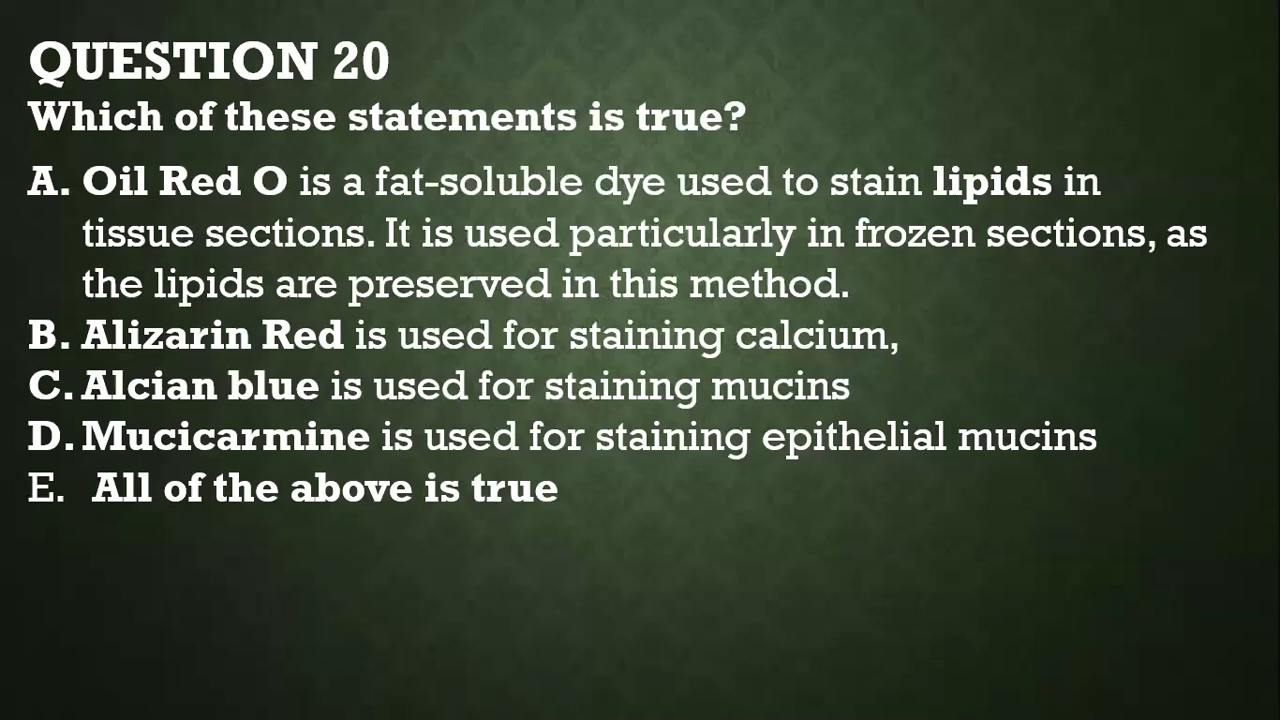 QUESTION 20
Which of these statements is true?
A. Oil Red O is a fat-soluble dye used to stain lipids in
tissue sections. It is used particularly in frozen sections, as
the lipids are preserved in this method.
B. Alizarin Red is used for staining calcium,
C. Alcian blue is used for staining mucins
D. Mucicarmine is used for staining epithelial mucins
E. All of the above is true